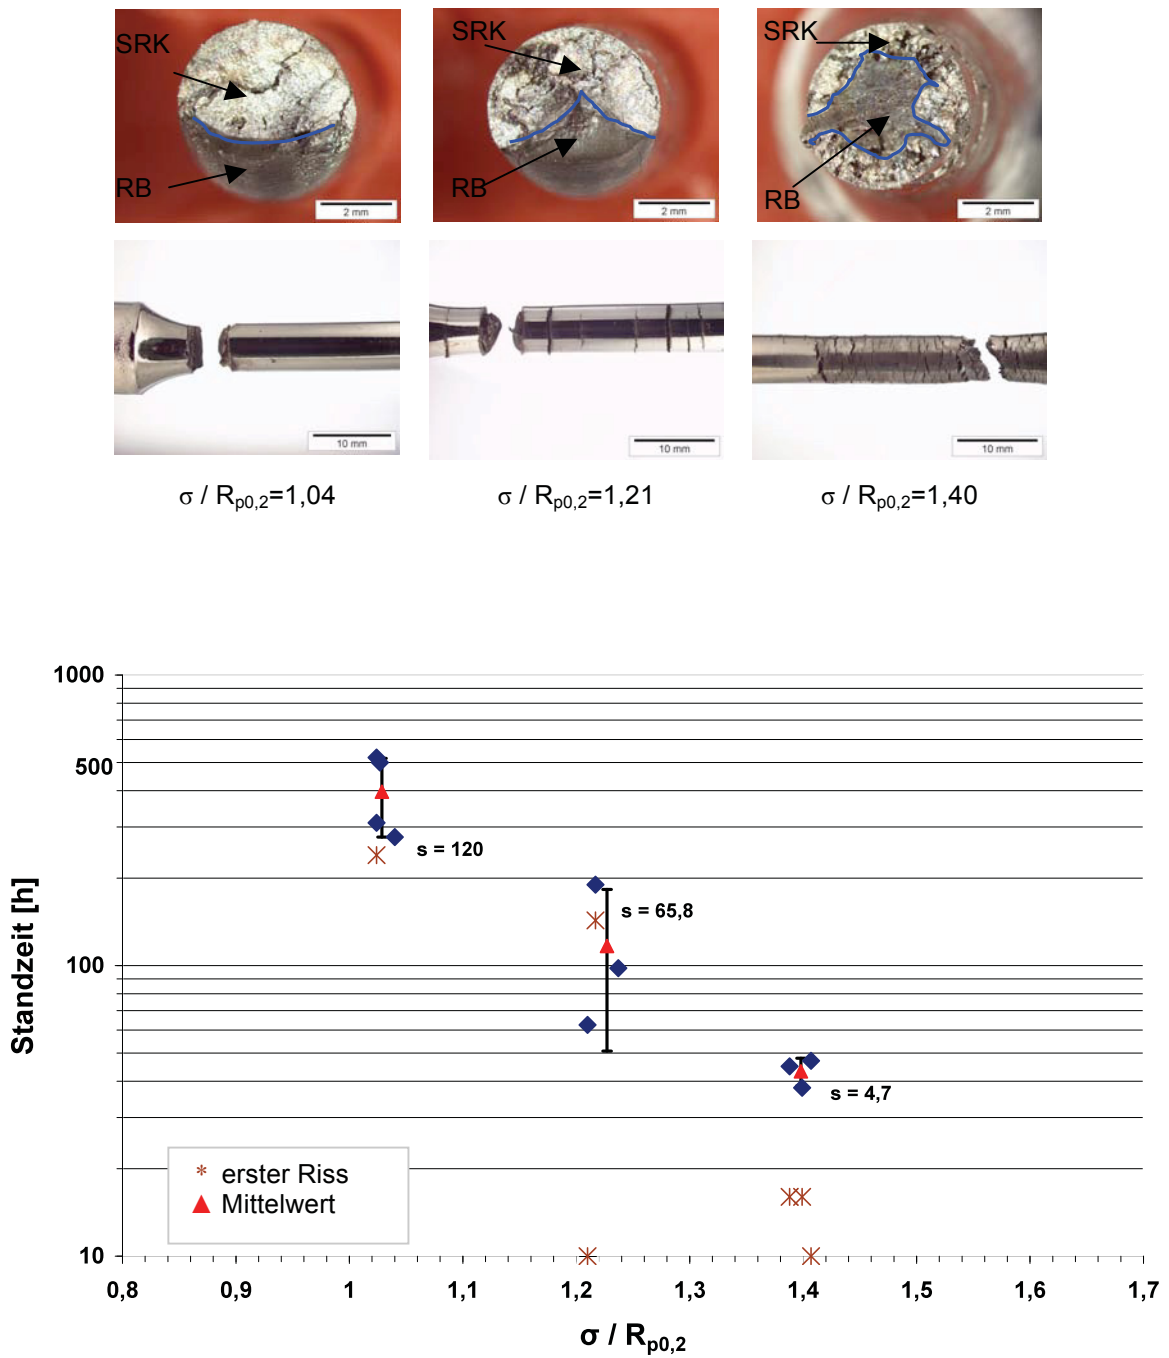 SRK
SRK
SRK
RB
RB
RB
2 mm
2 mm
2 mm
10 mm
10 mm
10 mm
σ / Rp0,2=1,04
σ / Rp0,2=1,21
σ / Rp0,2=1,40
1000
500
100
10
Standzeit [h]
s = 120
s = 65,8
s = 4,7
* erster Riss
Mittelwert
0,8 0,9 1 1,1 1,2 1,3 1,4 1,5 1,6 1,7
σ / Rp0,2